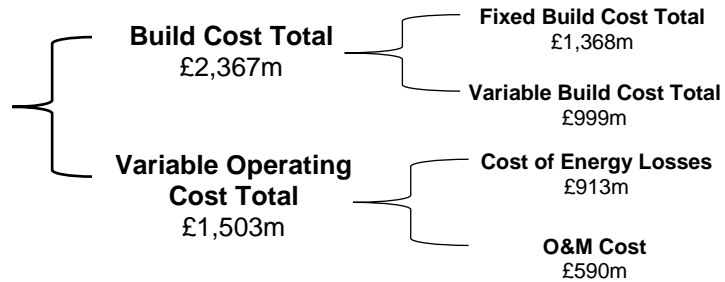 Build Cost Total
£2,367m
Fixed Build Cost Total
£1,368m
Variable Build Cost Total
£999m
Variable Operating
Cost Total
£1,503m
Cost of Energy Losses
£913m
O&M Cost
£590m